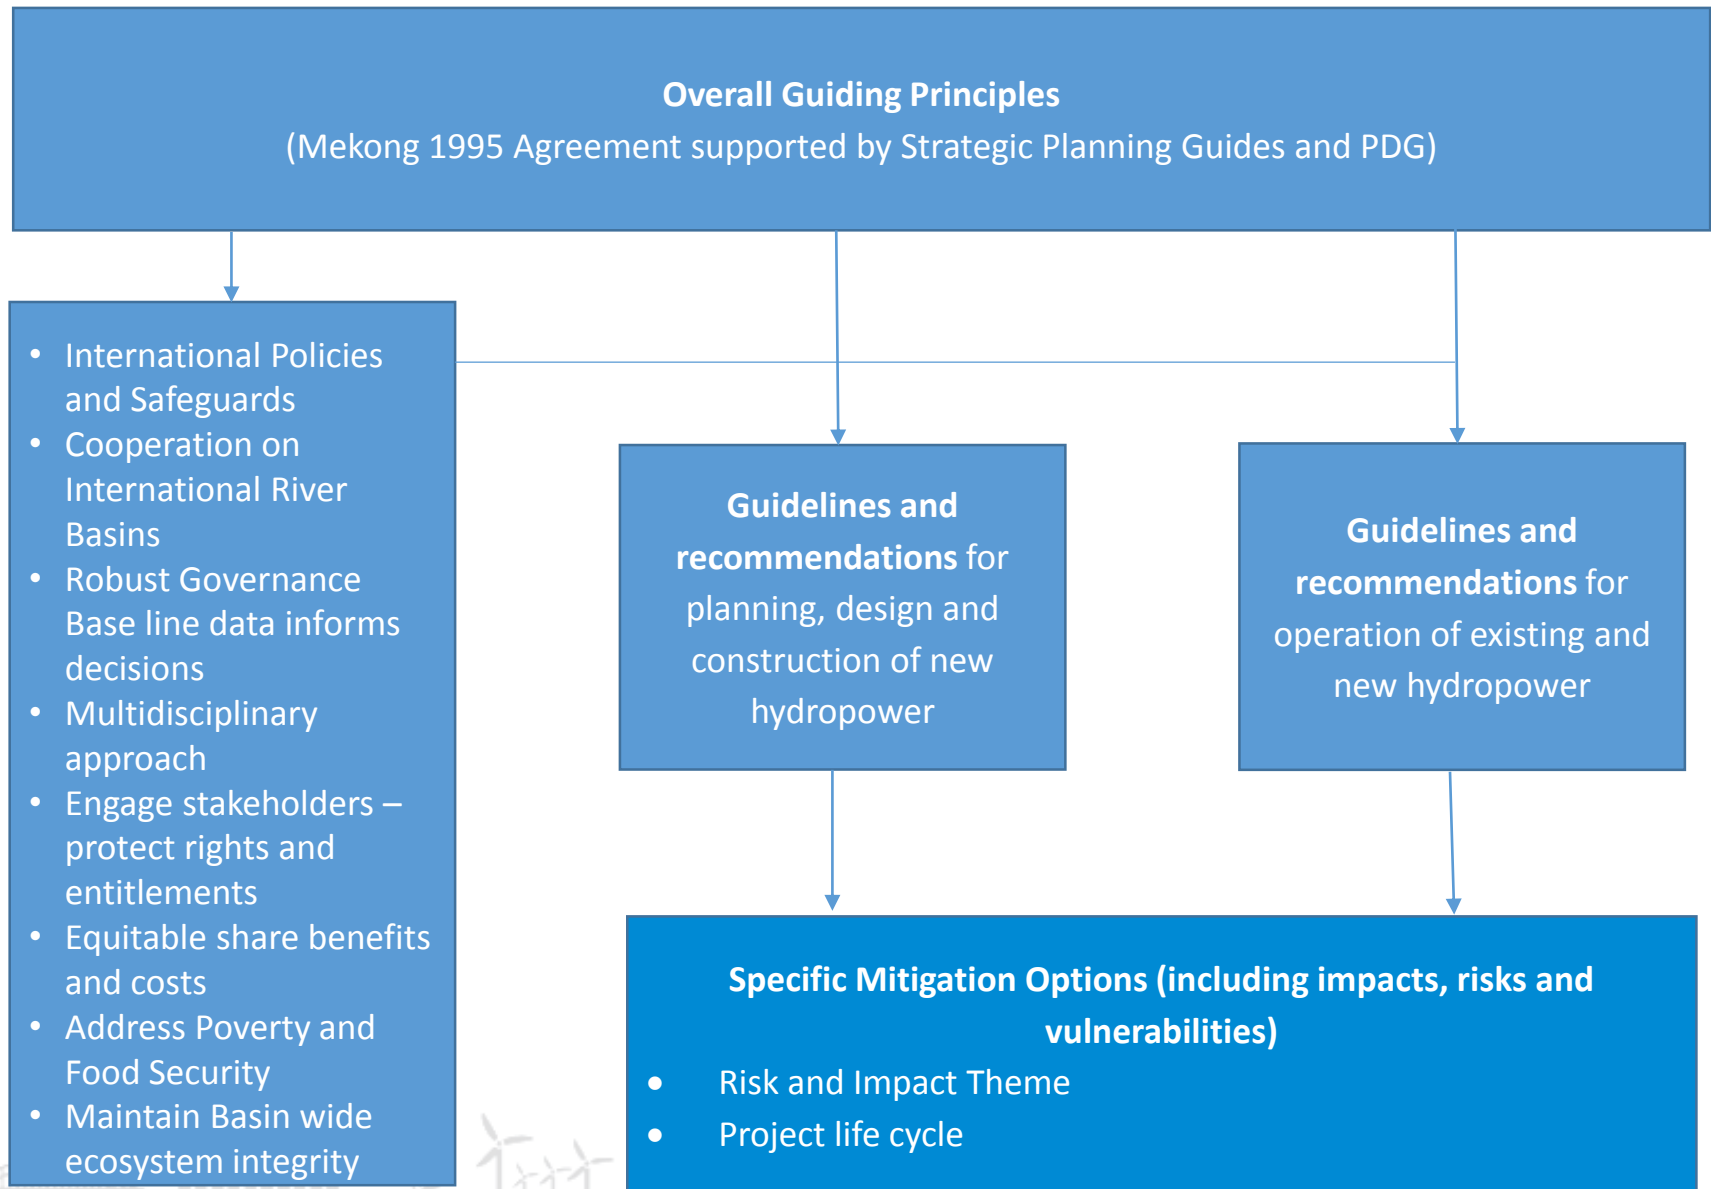 Overall Guiding Principles
(Mekong 1995 Agreement supported by Strategic Planning Guides and PDG)
• International Policies
and Safeguards
• Cooperation on
International River
Basins
• Robust Governance
Base line data informs
decisions
• Multidisciplinary
approach
• Engage stakeholders –
protect rights and
entitlements
• Equitable share benefits
and costs
• Address Poverty and
Food Security
• Maintain Basin wide
ecosystem integrity
Guidelines and
recommendations for
planning, design and
construction of new
hydropower
Guidelines and
recommendations for
operation of existing and
new hydropower
Specific Mitigation Options (including impacts, risks and
vulnerabilities)
• Risk and Impact Theme
• Project life cycle